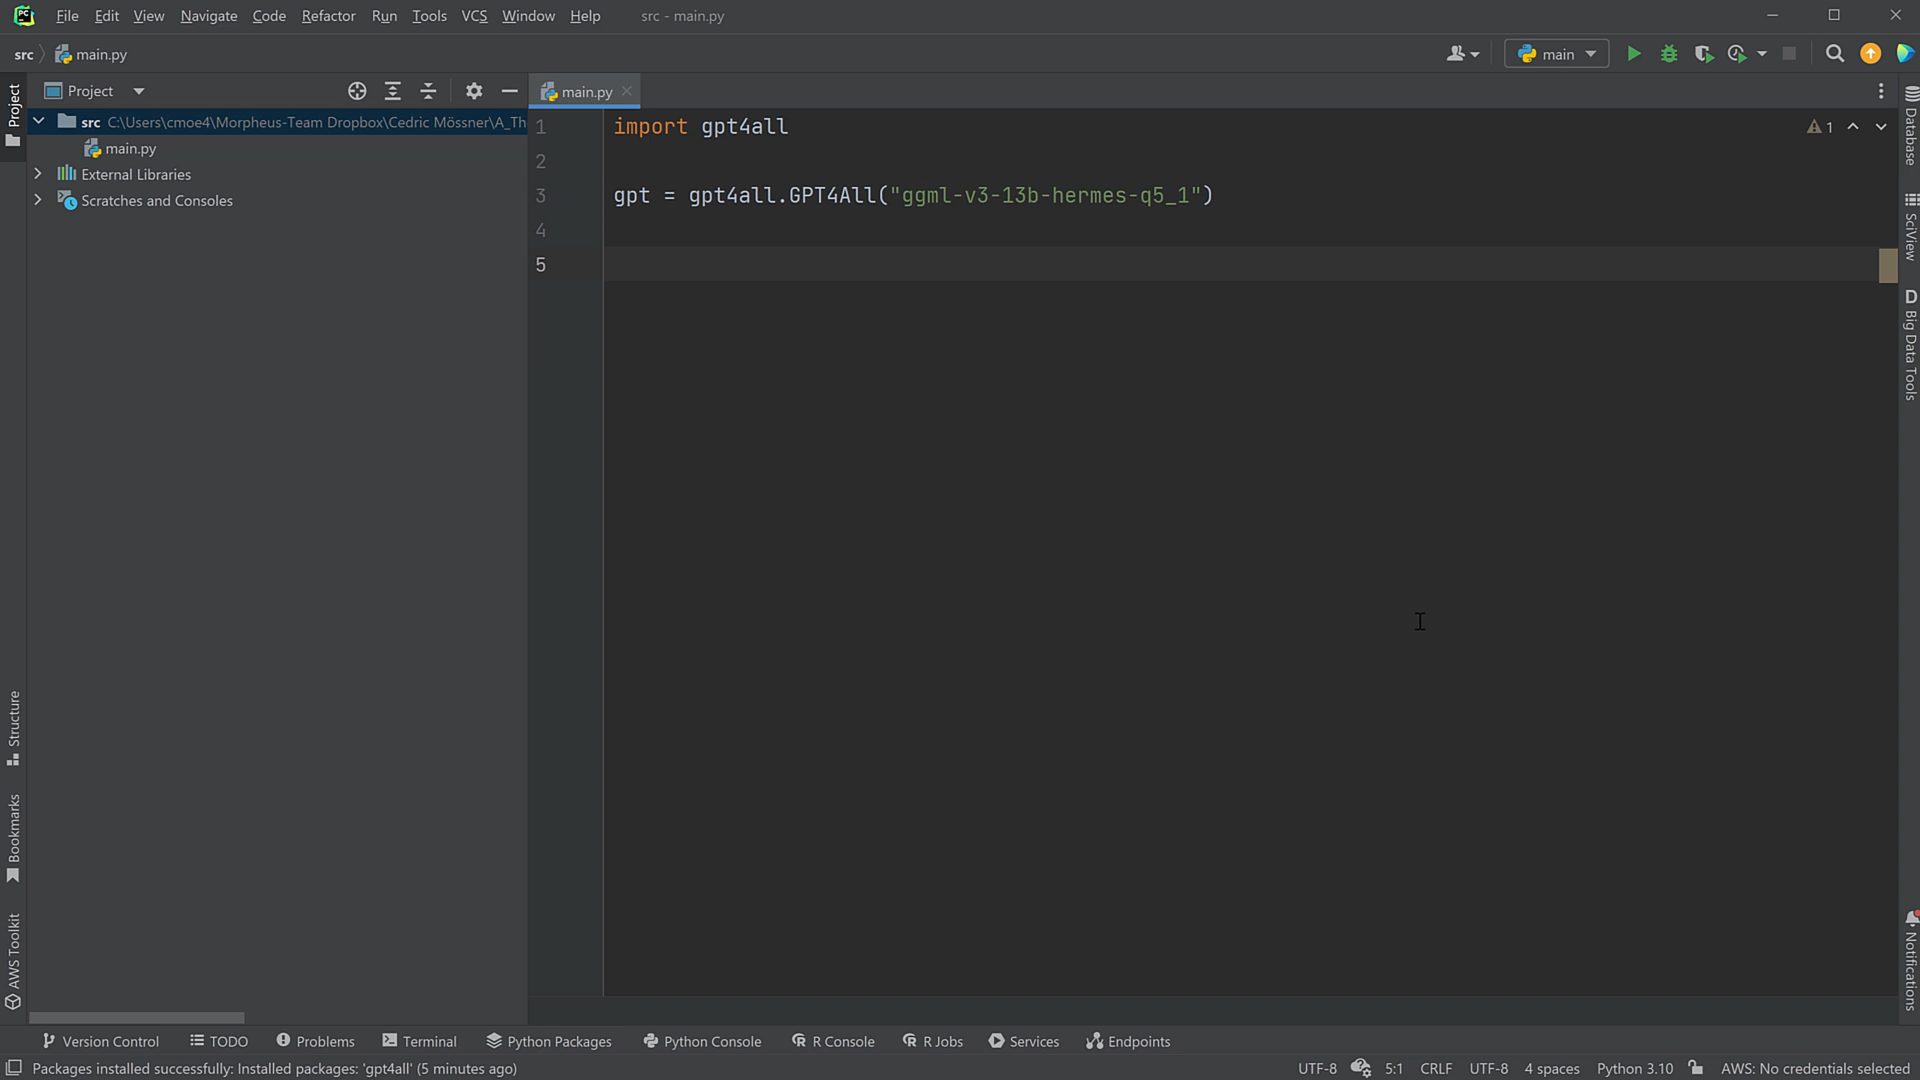 PC File Edit View Navigate Code Refactor Run Tools VCS Window Help src - main.py
src main.py main
Project
Project main.py
src C:\Users\cmoe4\Morpheus-Team Dropbox\Cedric Mössner\A_Th
main.py
External Libraries
Scratches and Consoles
1 import gpt4all
2
3 gpt = gpt4all.GPT4All("ggml-v3-13b-hermes-q5_1")
4
5
1
Database
SciView
D Big Data Tools
Notifications
Structure
Bookmarks
AWS Toolkit
Version Control TODO Problems Terminal Python Packages Python Console R Console R Jobs Services Endpoints
Packages installed successfully: Installed packages: 'gpt4all' (5 minutes ago) UTF-8 5:1 CRLF UTF-8 4 spaces Python 3.10 AWS: No credentials selected